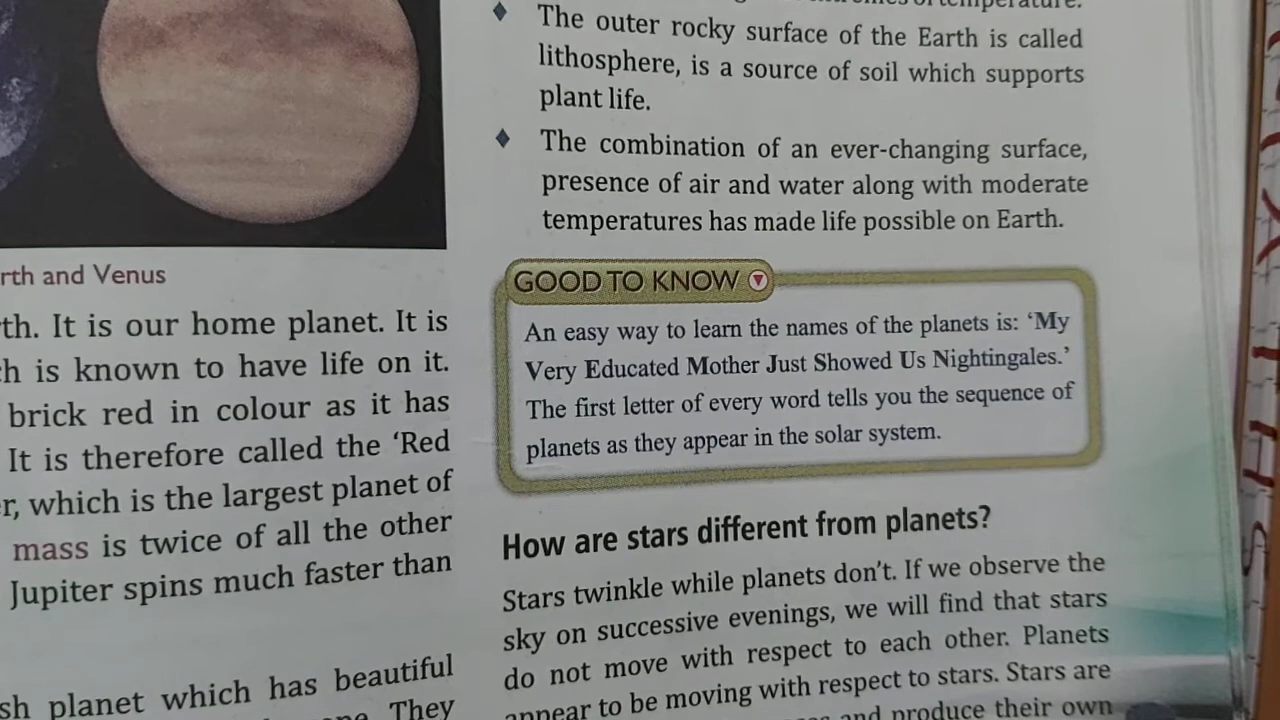 rth and Venus
th. It is our home planet. It is
h is known to have life on it.
brick red in colour as it has
It is therefore called the ‘Red
r, which is the largest planet of
mass is twice of all the other
Jupiter spins much faster than
sh planet which has beautiful
They
temperature.
♦ The outer rocky surface of the Earth is called
lithosphere, is a source of soil which supports
plant life.
♦ The combination of an ever-changing surface,
presence of air and water along with moderate
temperatures has made life possible on Earth.
GOOD TO KNOW
An easy way to learn the names of the planets is: ‘My
Very Educated Mother Just Showed Us Nightingales.’
The first letter of every word tells you the sequence of
planets as they appear in the solar system.
How are stars different from planets?
Stars twinkle while planets don't. If we observe the
sky on successive evenings, we will find that stars
do not move with respect to each other. Planets
appear to be moving with respect to stars. Stars are
and produce their own